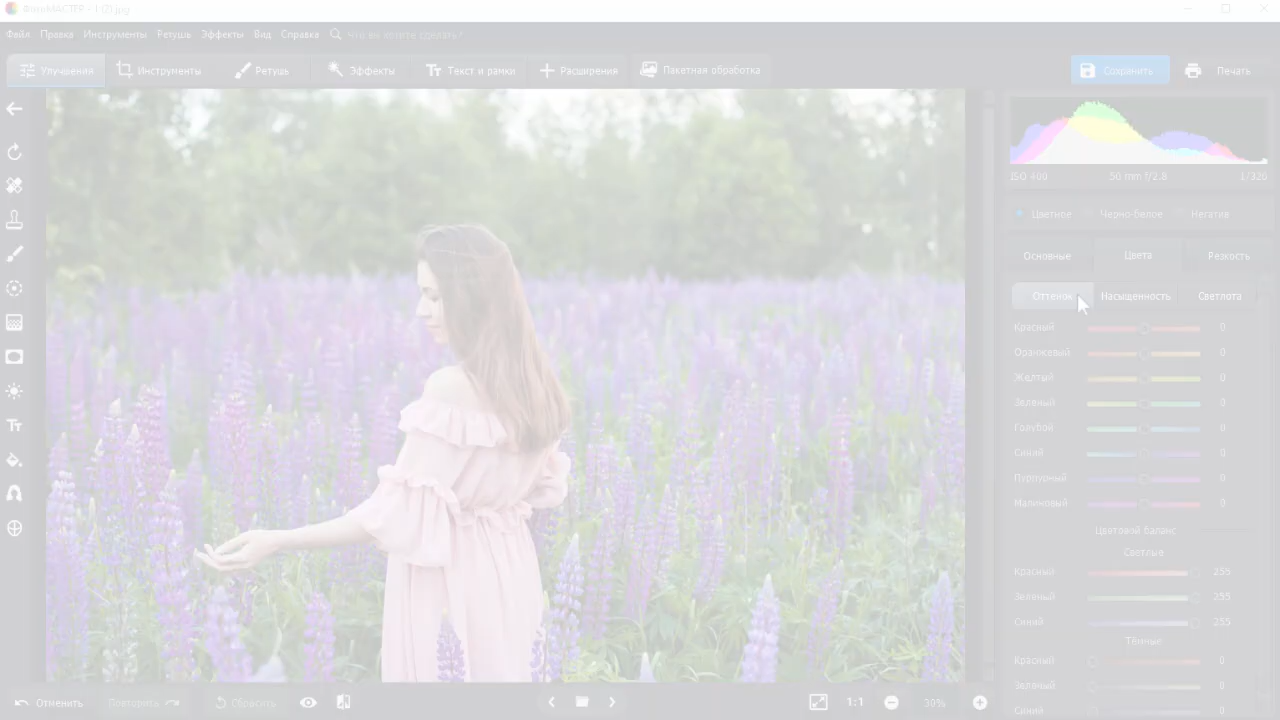 ФотоМАСТЕР - 1 (2).jpg
Файл Правка Инструменты Ретушь Эффекты Вид Справка Что вы хотите сделать?
Улучшения Инструменты Ретушь Эффекты Текст и рамки Расширения Пакетная обработка Сохранить Печать
ISO 400 50 mm f/2.8 1/320
Цветное Черно-белое Негатив
Основные Цвета Резкость
Оттенок Насыщенность Светлота
Красный 0
Оранжевый 0
Желтый 0
Зеленый 0
Голубой 0
Синий 0
Пурпурный 0
Малиновый 0
Цветовой баланс
Светлые
Красный 255
Зеленый 255
Синий 255
Тёмные
Красный 0
Зеленый 0
Синий 0
Отменить Повторить Сбросить 1:1 30%